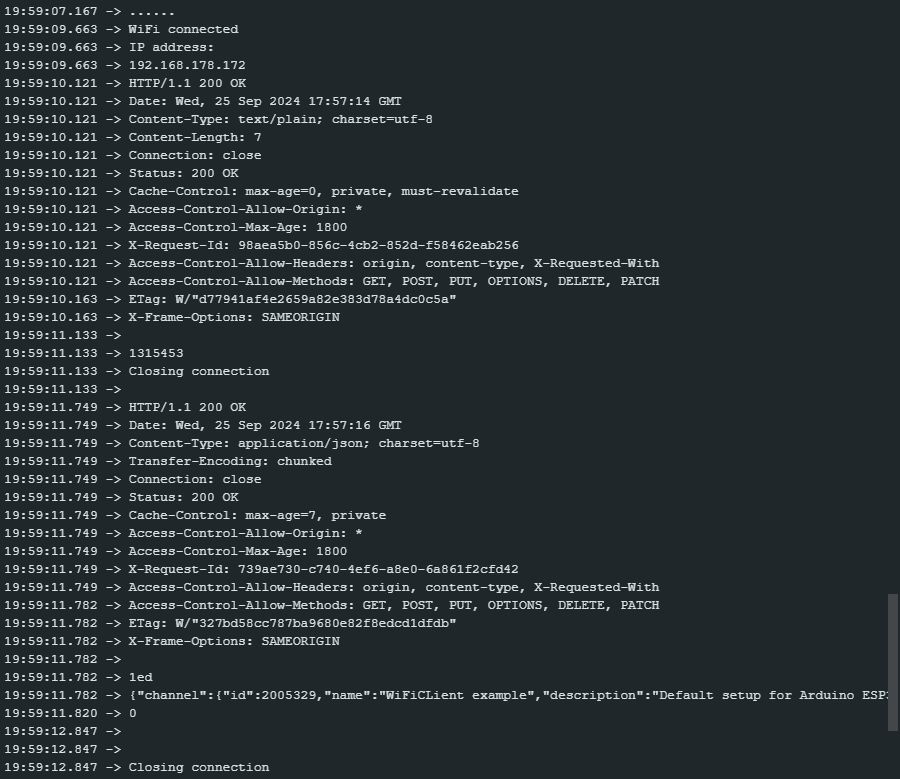 19:59:07.167 -> ......
19:59:09.663 -> WiFi connected
19:59:09.663 -> IP address:
19:59:09.663 -> 192.168.178.172
19:59:10.121 -> HTTP/1.1 200 OK
19:59:10.121 -> Date: Wed, 25 Sep 2024 17:57:14 GMT
19:59:10.121 -> Content-Type: text/plain; charset=utf-8
19:59:10.121 -> Content-Length: 7
19:59:10.121 -> Connection: close
19:59:10.121 -> Status: 200 OK
19:59:10.121 -> Cache-Control: max-age=0, private, must-revalidate
19:59:10.121 -> Access-Control-Allow-Origin: *
19:59:10.121 -> Access-Control-Max-Age: 1800
19:59:10.121 -> X-Request-Id: 98aea5b0-856c-4cb2-852d-f58462eab256
19:59:10.121 -> Access-Control-Allow-Headers: origin, content-type, X-Requested-With
19:59:10.121 -> Access-Control-Allow-Methods: GET, POST, PUT, OPTIONS, DELETE, PATCH
19:59:10.163 -> ETag: W/"d77941af4e2659a82e383d78a4dc0c5a"
19:59:10.163 -> X-Frame-Options: SAMEORIGIN
19:59:11.133 ->
19:59:11.133 -> 1315453
19:59:11.133 -> Closing connection
19:59:11.133 ->
19:59:11.749 -> HTTP/1.1 200 OK
19:59:11.749 -> Date: Wed, 25 Sep 2024 17:57:16 GMT
19:59:11.749 -> Content-Type: application/json; charset=utf-8
19:59:11.749 -> Transfer-Encoding: chunked
19:59:11.749 -> Connection: close
19:59:11.749 -> Status: 200 OK
19:59:11.749 -> Cache-Control: max-age=7, private
19:59:11.749 -> Access-Control-Allow-Origin: *
19:59:11.749 -> Access-Control-Max-Age: 1800
19:59:11.749 -> X-Request-Id: 739ae730-c740-4ef6-a8e0-6a861f2cfd42
19:59:11.749 -> Access-Control-Allow-Headers: origin, content-type, X-Requested-With
19:59:11.782 -> Access-Control-Allow-Methods: GET, POST, PUT, OPTIONS, DELETE, PATCH
19:59:11.782 -> ETag: W/"327bd58cc787ba9680e82f8edcd1dfdb"
19:59:11.782 -> X-Frame-Options: SAMEORIGIN
19:59:11.782 ->
19:59:11.782 -> 1ed
19:59:11.782 -> {"channel":{"id":2005329,"name":"WiFiCLient example","description":"Default setup for Arduino ESP3
19:59:11.820 -> 0
19:59:12.847 ->
19:59:12.847 ->
19:59:12.847 -> Closing connection